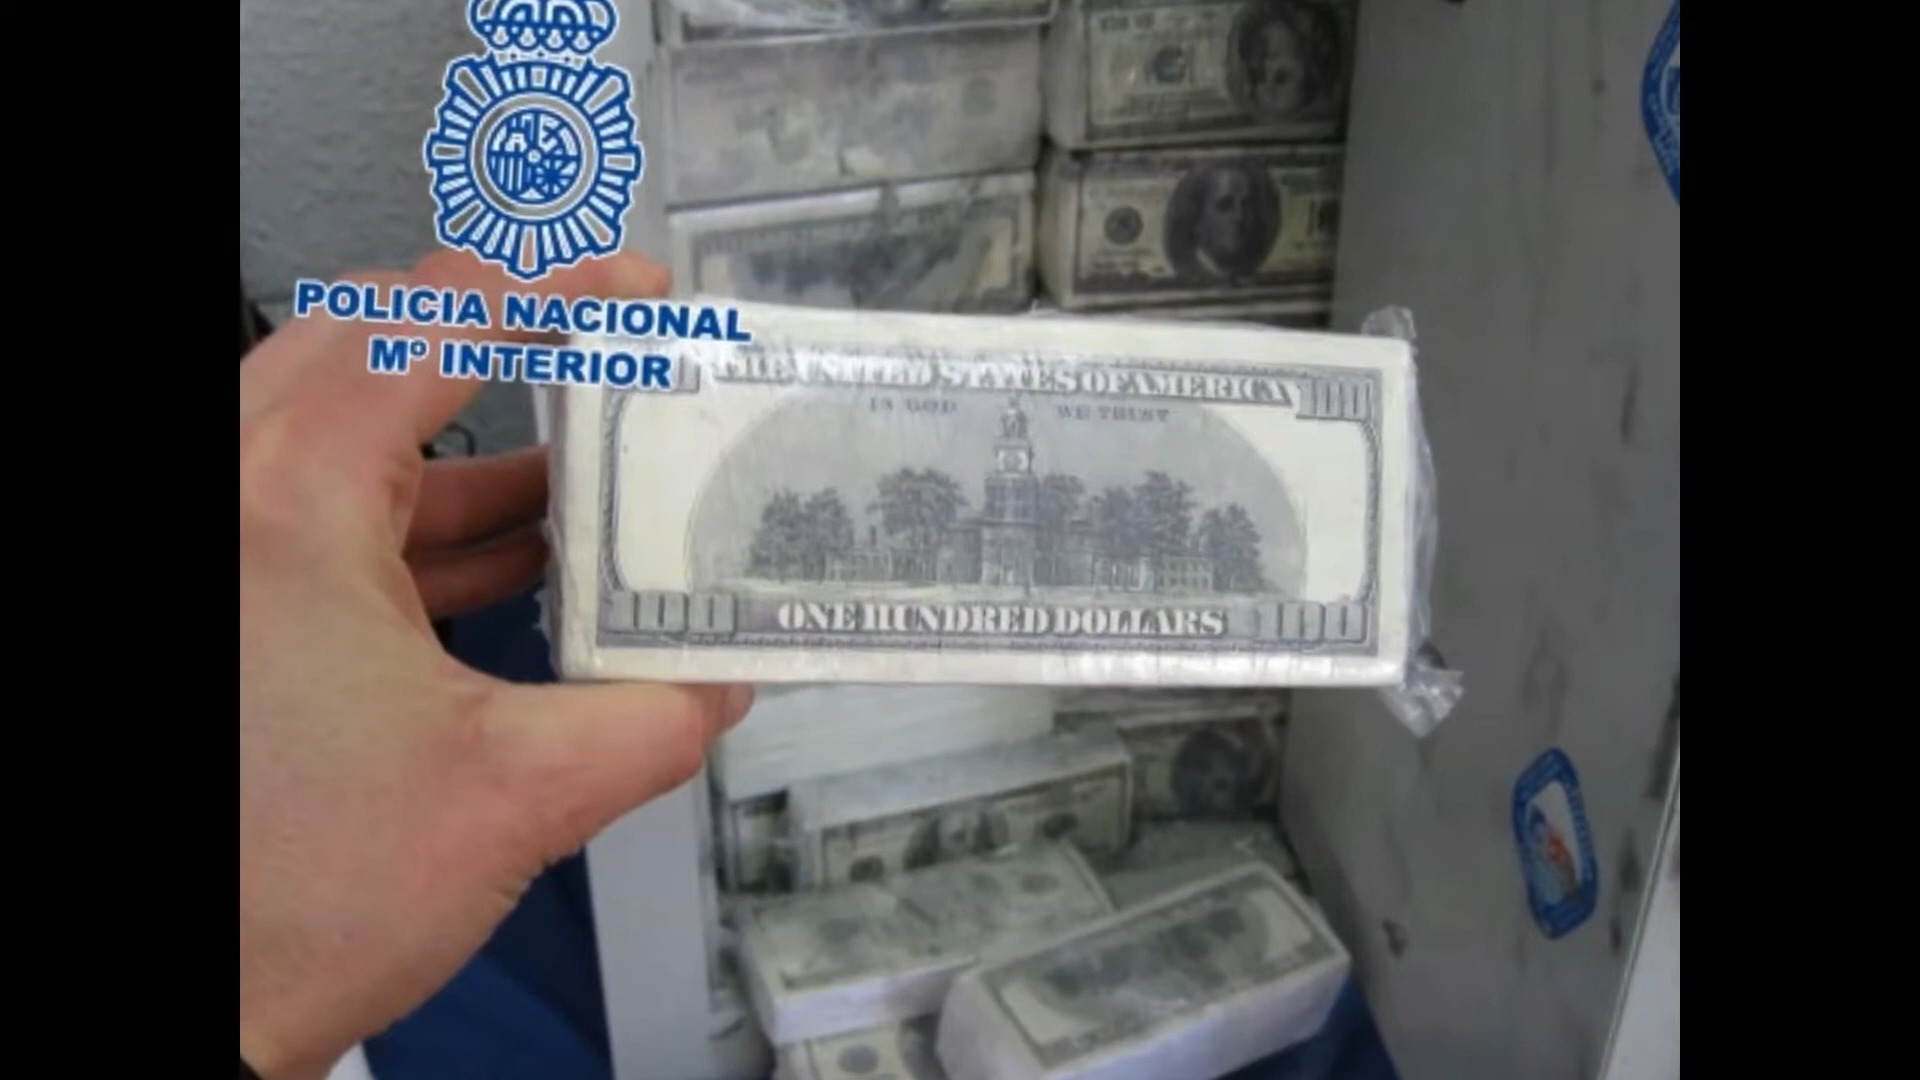 POLICIA NACIONAL
Mº INTERIOR
THE UNITED STATES OF AMERICA 100
IN GOD WE TRUST
100 ONE HUNDRED DOLLARS 100